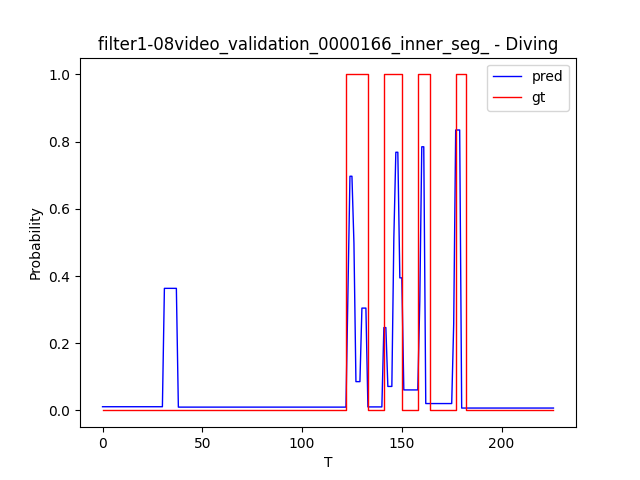 filter1-08video_validation_0000166_inner_seg_ - Diving
pred
gt
1.0
0.8
0.6
0.4
0.2
0.0
Probability
0
50
100
150
200
T